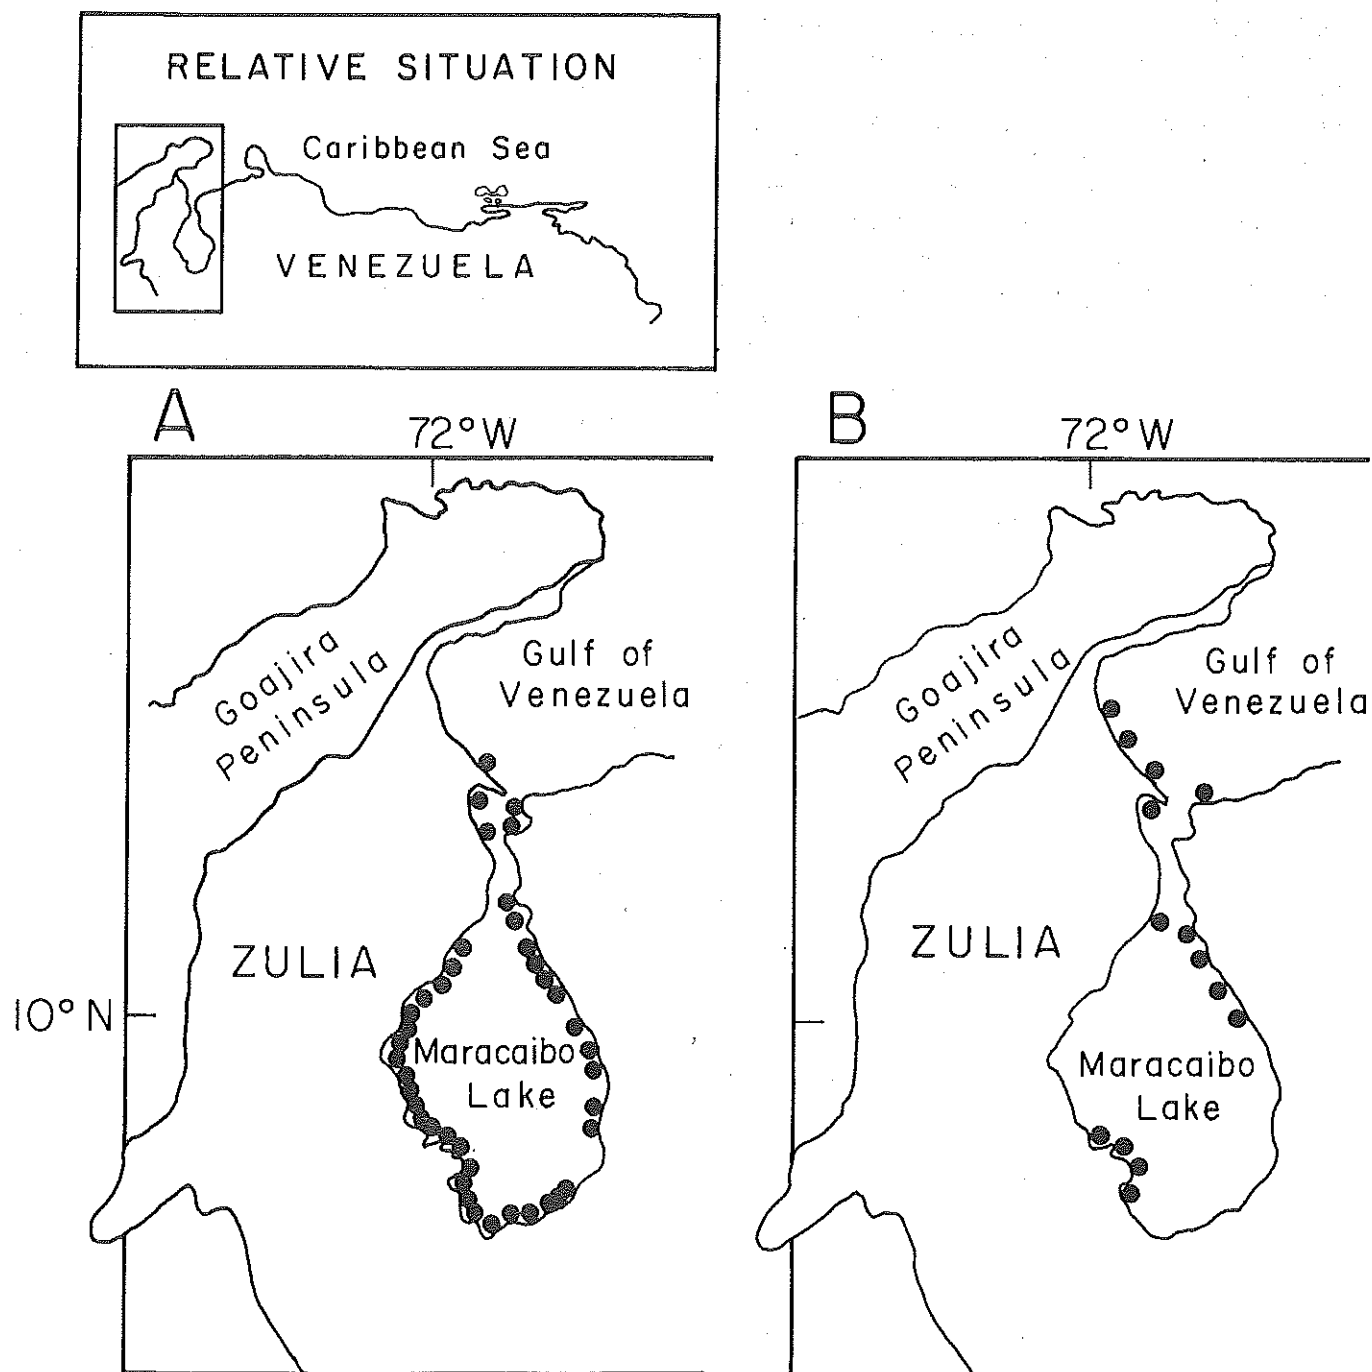 RELATIVE SITUATION
Caribbean Sea
VENEZUELA
A
72°W
Goajira
Peninsula
Gulf of
Venezuela
ZULIA
10°N
Maracaibo
Lake
B
72°W
Goajira
Peninsula
Gulf of
Venezuela
ZULIA
Maracaibo
Lake